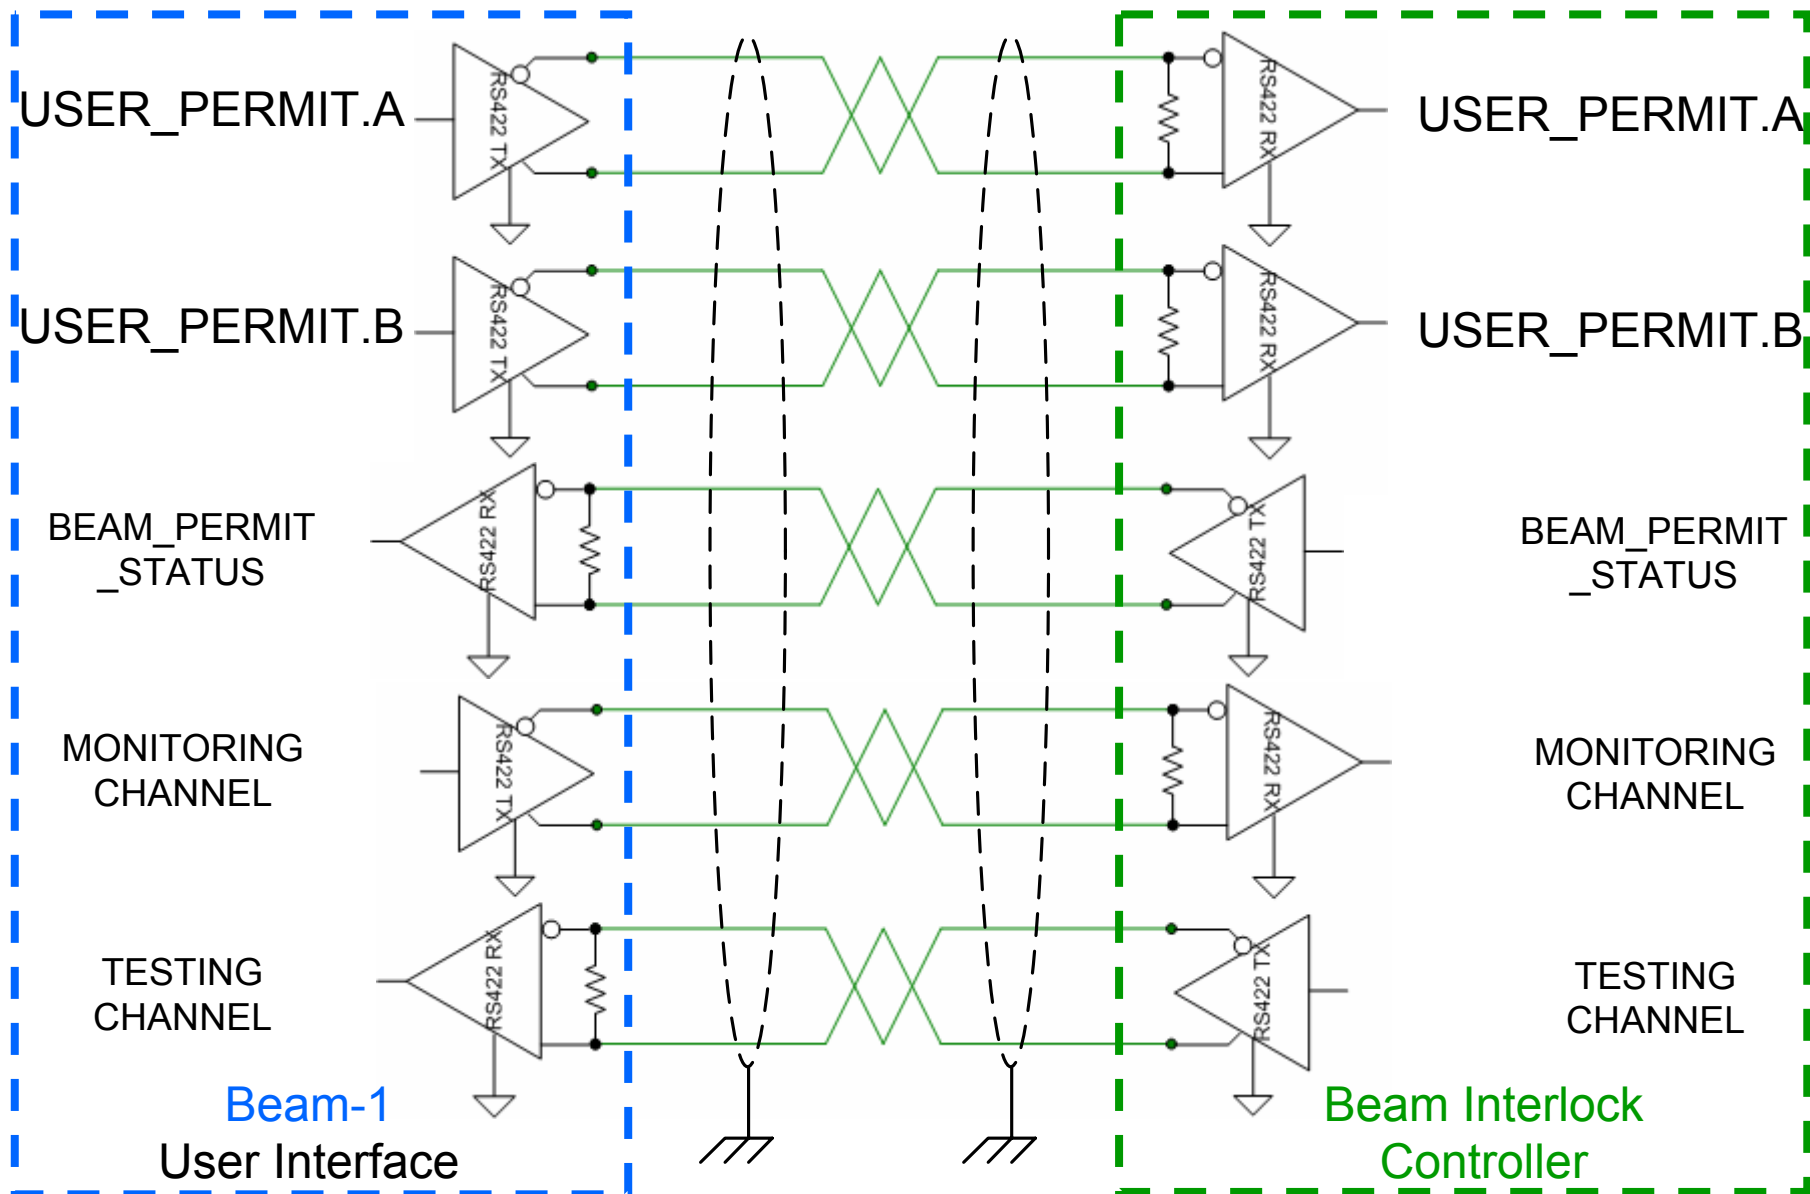 USER_PERMIT.A
RS422 TX
RS422 RX
USER_PERMIT.A
USER_PERMIT.B
RS422 TX
RS422 RX
USER_PERMIT.B
BEAM_PERMIT
_STATUS
RS422 RX
RS422 TX
BEAM_PERMIT
_STATUS
MONITORING
CHANNEL
RS422 TX
RS422 RX
MONITORING
CHANNEL
TESTING
CHANNEL
RS422 RX
RS422 TX
TESTING
CHANNEL
Beam-1
User Interface
Beam Interlock
Controller